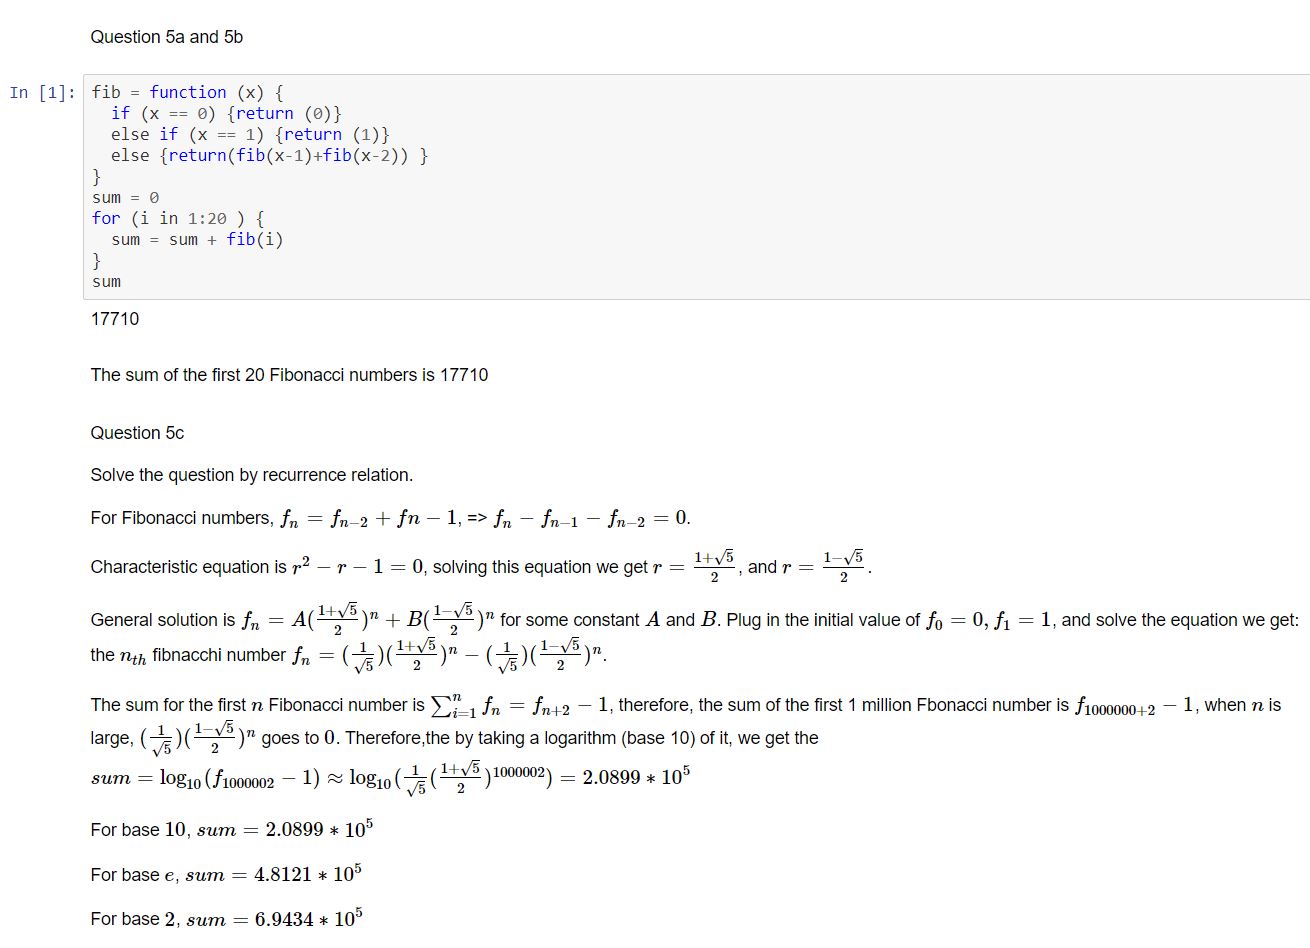 Question 5a and 5b
In [1]: fib = function (x) {
  if (x == 0) {return (0)}
  else if (x == 1) {return (1)}
  else {return(fib(x-1)+fib(x-2)) }
}
sum = 0
for (i in 1:20 ) {
  sum = sum + fib(i)
}
sum
17710
The sum of the first 20 Fibonacci numbers is 17710
Question 5c
Solve the question by recurrence relation.
For Fibonacci numbers, $f_n = f_{n-2} + fn - 1$, => $f_n - f_{n-1} - f_{n-2} = 0$.
Characteristic equation is $r^2 - r - 1 = 0$, solving this equation we get $r = \frac{1+\sqrt{5}}{2}$, and $r = \frac{1-\sqrt{5}}{2}$.
General solution is $f_n = A(\frac{1+\sqrt{5}}{2})^n + B(\frac{1-\sqrt{5}}{2})^n$ for some constant $A$ and $B$. Plug in the initial value of $f_0 = 0, f_1 = 1$, and solve the equation we get:
the $n_{th}$ fibnacchi number $f_n = (\frac{1}{\sqrt{5}})(\frac{1+\sqrt{5}}{2})^n - (\frac{1}{\sqrt{5}})(\frac{1-\sqrt{5}}{2})^n$.
The sum for the first $n$ Fibonacci number is $\sum_{i=1}^{n} f_n = f_{n+2} - 1$, therefore, the sum of the first 1 million Fbonacci number is $f_{1000000+2} - 1$, when $n$ is
large, $(\frac{1}{\sqrt{5}})(\frac{1-\sqrt{5}}{2})^n$ goes to $0$. Therefore,the by taking a logarithm (base 10) of it, we get the
$sum = \log_{10}(f_{1000002} - 1) \approx \log_{10}(\frac{1}{\sqrt{5}}(\frac{1+\sqrt{5}}{2})^{1000002}) = 2.0899 * 10^5$
For base $10$, $sum = 2.0899 * 10^5$
For base $e$, $sum = 4.8121 * 10^5$
For base $2$, $sum = 6.9434 * 10^5$